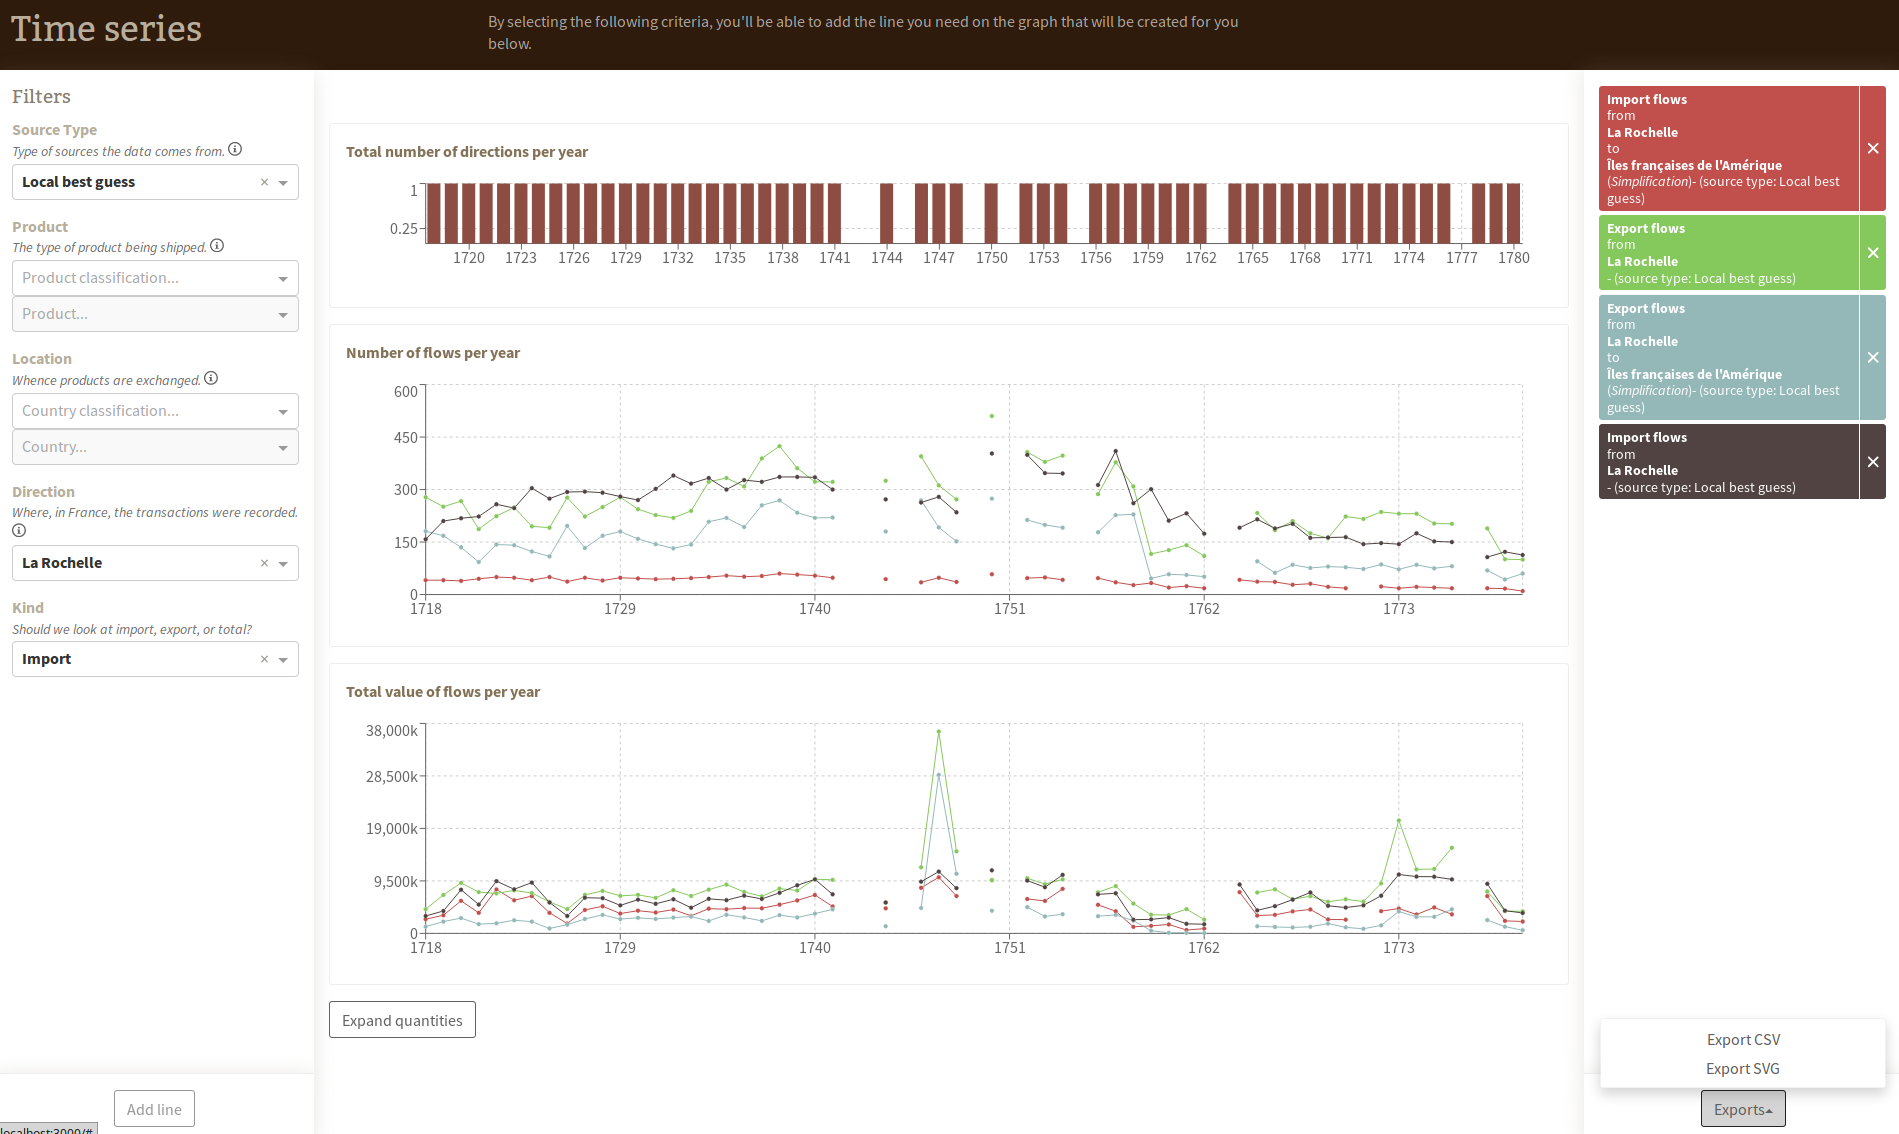 Time series
By selecting the following criteria, you'll be able to add the line you need on the graph that will be created for you
below.
Filters
Source Type
Type of sources the data comes from.
Local best guess ×
Product
The type of product being shipped.
Product classification...
Product...
Location
Whence products are exchanged.
Country classification...
Country...
Direction
Where, in France, the transactions were recorded.
La Rochelle ×
Kind
Should we look at import, export, or total?
Import ×
Add line
localhost:3000/#
Total number of directions per year
1
0.25
1720 1723 1726 1729 1732 1735 1738 1741 1744 1747 1750 1753 1756 1759 1762 1765 1768 1771 1774 1777 1780
Number of flows per year
600
450
300
150
0
1718 1729 1740 1751 1762 1773
Total value of flows per year
38,000k
28,500k
19,000k
9,500k
0
1718 1729 1740 1751 1762 1773
Expand quantities
Import flows
from
La Rochelle
to
Îles françaises de l'Amérique
(Simplification)- (source type: Local best
guess)
×
Export flows
from
La Rochelle
- (source type: Local best guess)
×
Export flows
from
La Rochelle
to
Îles françaises de l'Amérique
(Simplification)- (source type: Local best
guess)
×
Import flows
from
La Rochelle
- (source type: Local best guess)
×
Export CSV
Export SVG
Exports